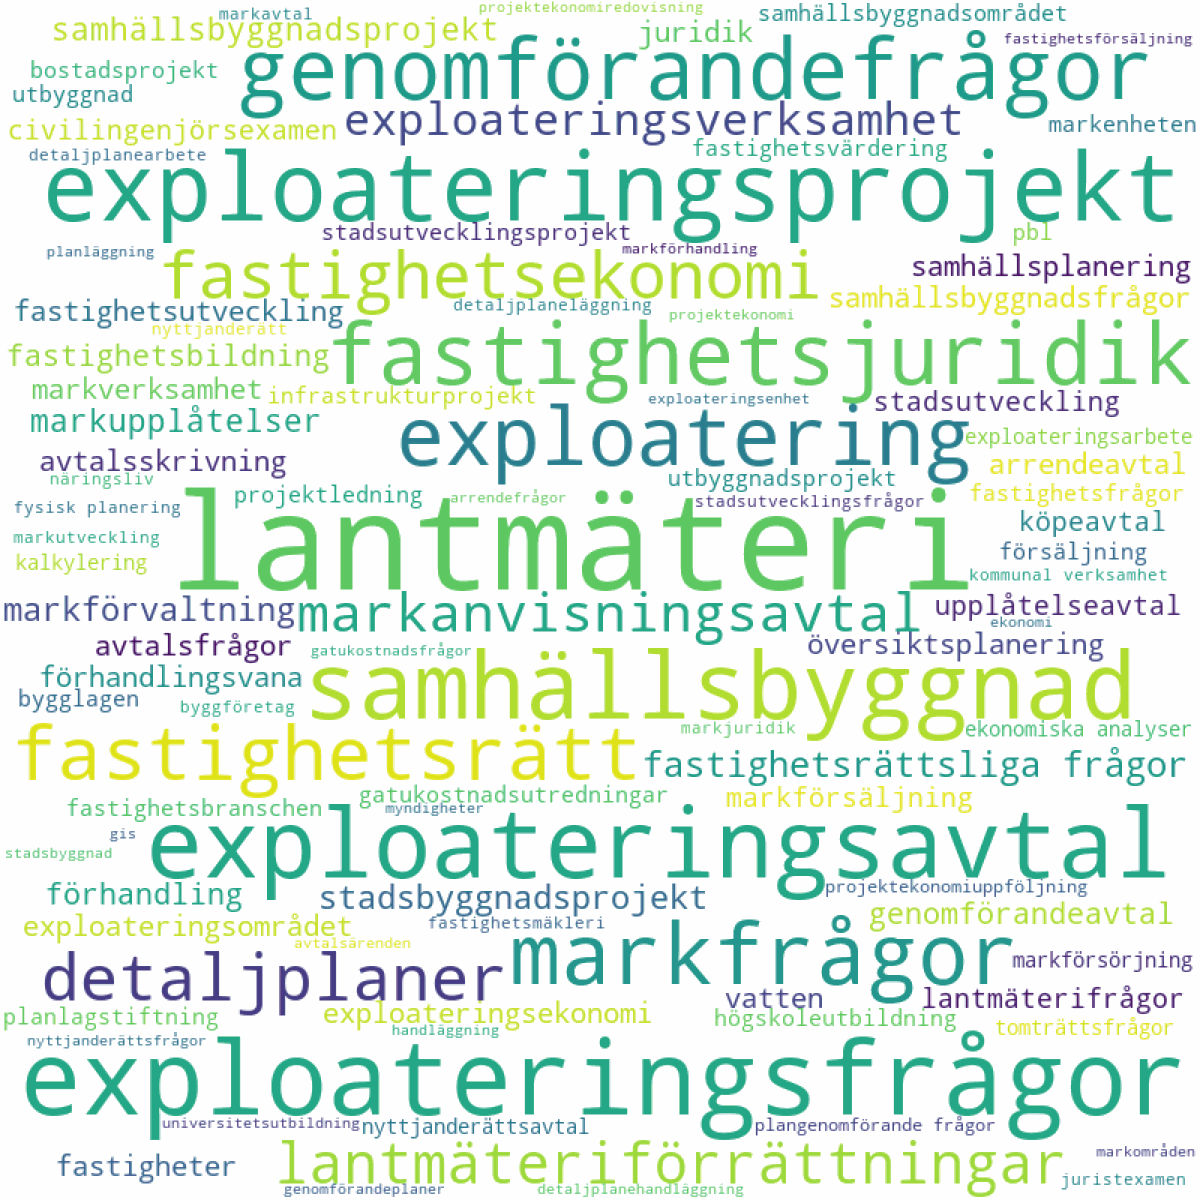 markavtal
projektekonomiredovisning
samhällsbyggnadsområdet
samhällsbyggnadsprojekt
juridik
fastighetsförsäljning
genomförandefrågor
bostadsprojekt
utbyggnad
exploateringsverksamhet
markenheten
civilingenjörsexamen
detaljplanearbete
fastighetsvärdering
exploateringsprojekt
stadsutvecklingsprojekt
pbl
planläggning
markförhandling
fastighetsekonomi
samhällsplanering
fastighetsutveckling
detaljplaneläggning
samhällsbyggnadsfrågor
nyttjanderätt
projektekonomi
fastighetsbildning
fastighetsjuridik
markverksamhet
infrastrukturprojekt
exploateringsenhet
stadsutveckling
markupplåtelser
exploatering
exploateringsarbete
avtalsskrivning
arrendeavtal
näringsliv
utbyggnadsprojekt
projektledning
arrendefrågor
stadsutvecklingsfrågor
fastighetsfrågor
fysisk planering
lantmäteri
köpeavtal
markutveckling
försäljning
kalkylering
kommunal verksamhet
markförvaltning
markanvisningsavtal
upplåtelseavtal
ekonomi
avtalsfrågor
gatukostnadsfrågor
översiktsplanering
förhandlingsvana
samhällsbyggnad
bygglagen
byggföretag
markjuridik
ekonomiska analyser
fastighetsrätt
fastighetsrättsliga frågor
gatukostnadsutredningar
markförsäljning
fastighetsbranschen
myndigheter
gis
exploateringsavtal
stadsbyggnad
förhandling
stadsbyggnadsprojekt
projektekonomiuppföljning
exploateringsområdet
fastighetsmäkleri
genomförandeavtal
avtalsärenden
markfrågor
detaljplaner
markförsörjning
vatten
lantmäterifrågor
planlagstiftning
exploateringsekonomi
högskoleutbildning
handläggning
tomträttsfrågor
nyttjanderättsfrågor
exploateringsfrågor
universitetsutbildning
nyttjanderättsavtal
plangenomförande frågor
fastigheter
lantmäteriförrättningar
markområden
genomförandeplaner
detaljplanehandläggning
juristexamen